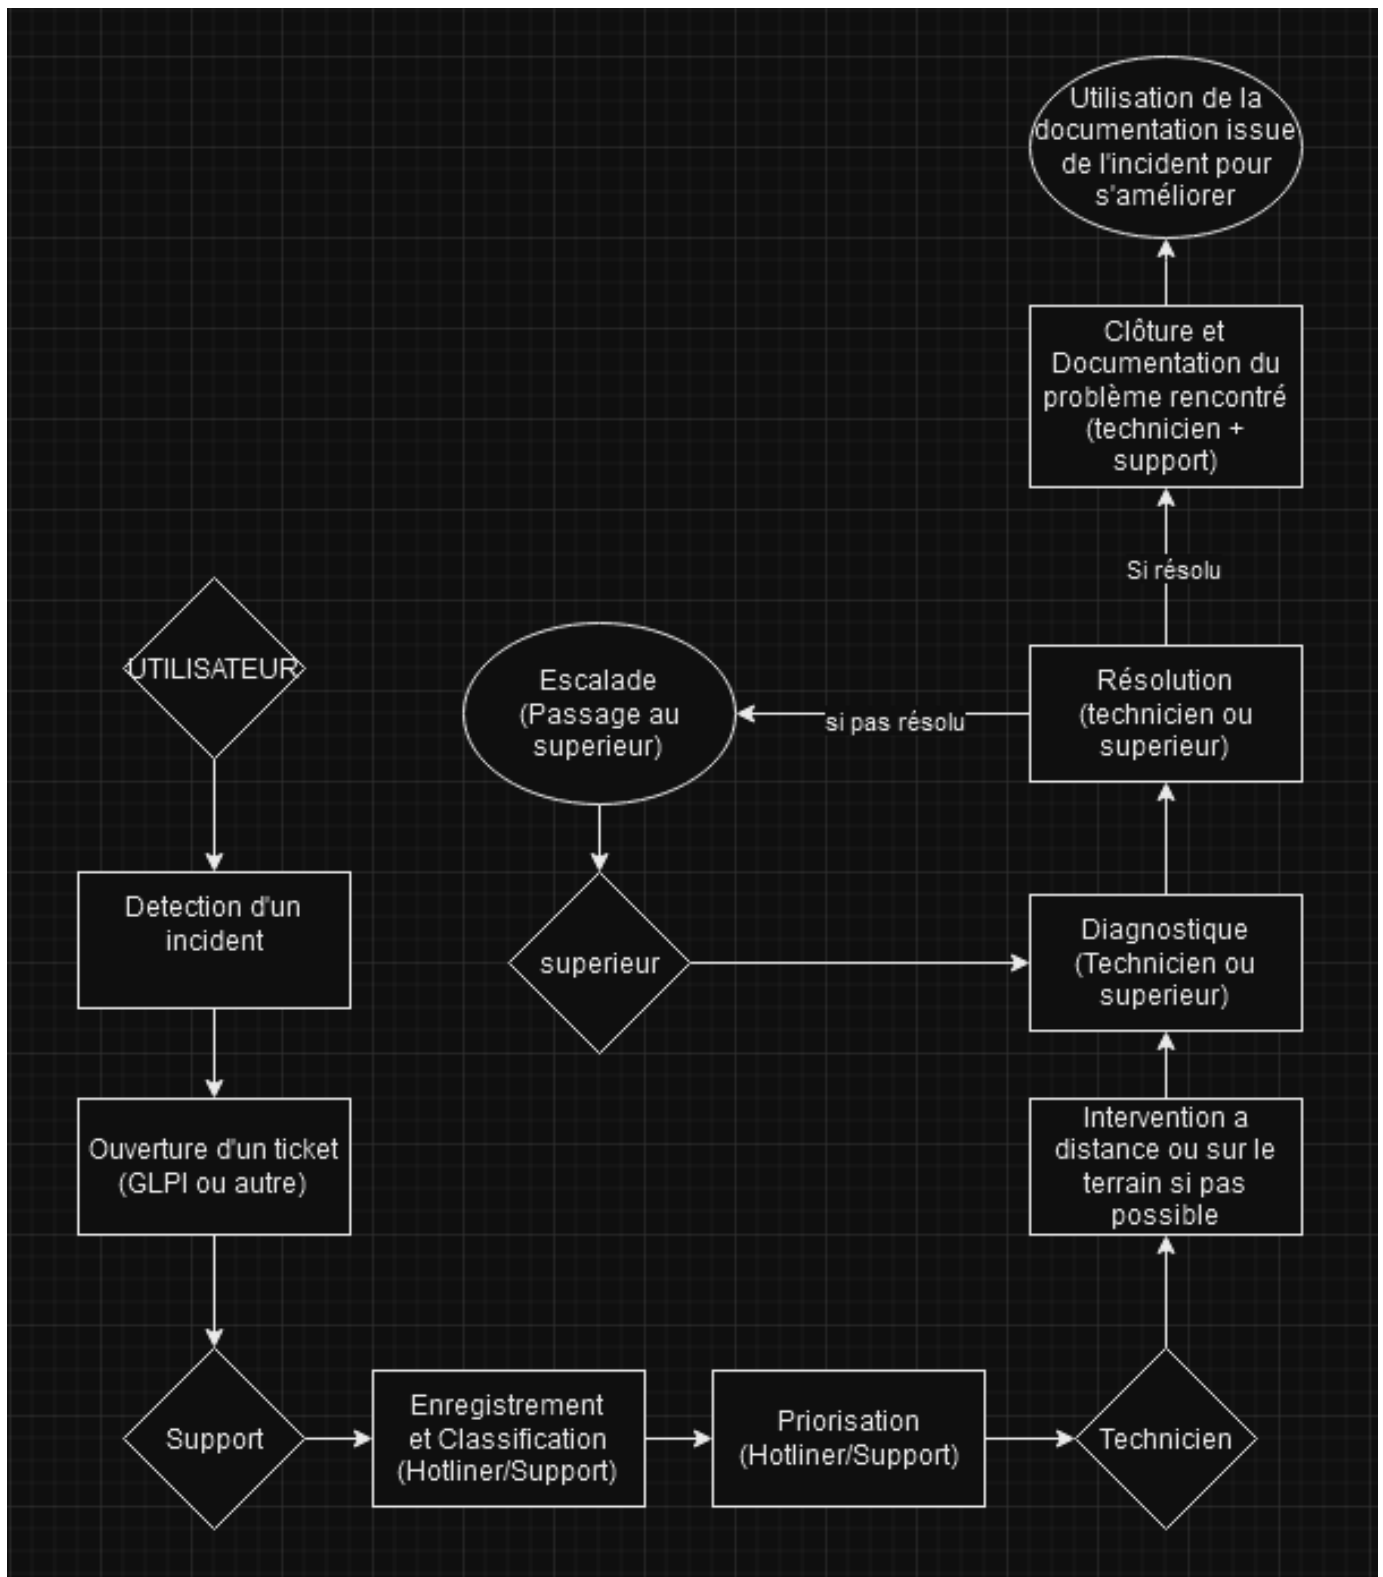 UTILISATEUR
Detection d'un
incident
Ouverture d'un ticket
(GLPI ou autre)
Support
Enregistrement
et Classification
(Hotliner/Support)
Priorisation
(Hotliner/Support)
Technicien
Intervention a
distance ou sur le
terrain si pas
possible
Diagnostique
(Technicien ou
superieur)
Résolution
(technicien ou
superieur)
si pas résolu
Escalade
(Passage au
superieur)
superieur
Si résolu
Clôture et
Documentation du
problème rencontré
(technicien +
support)
Utilisation de la
documentation issue
de l'incident pour
s'améliorer